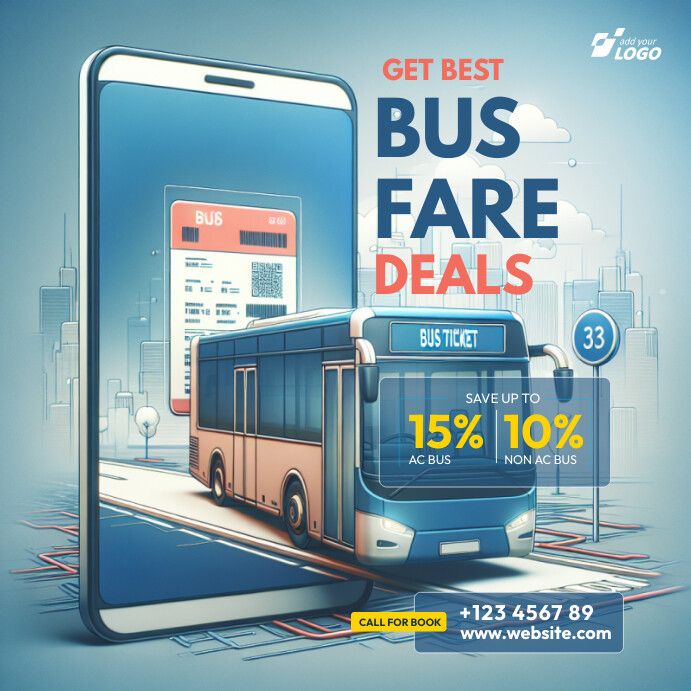 add your
LOGO
GET BEST
BUS
FARE
DEALS
BUS
BUS TICKET
33
SAVE UP TO
15% 10%
AC BUS NON AC BUS
CALL FOR BOOK
+123 4567 89
www.website.com